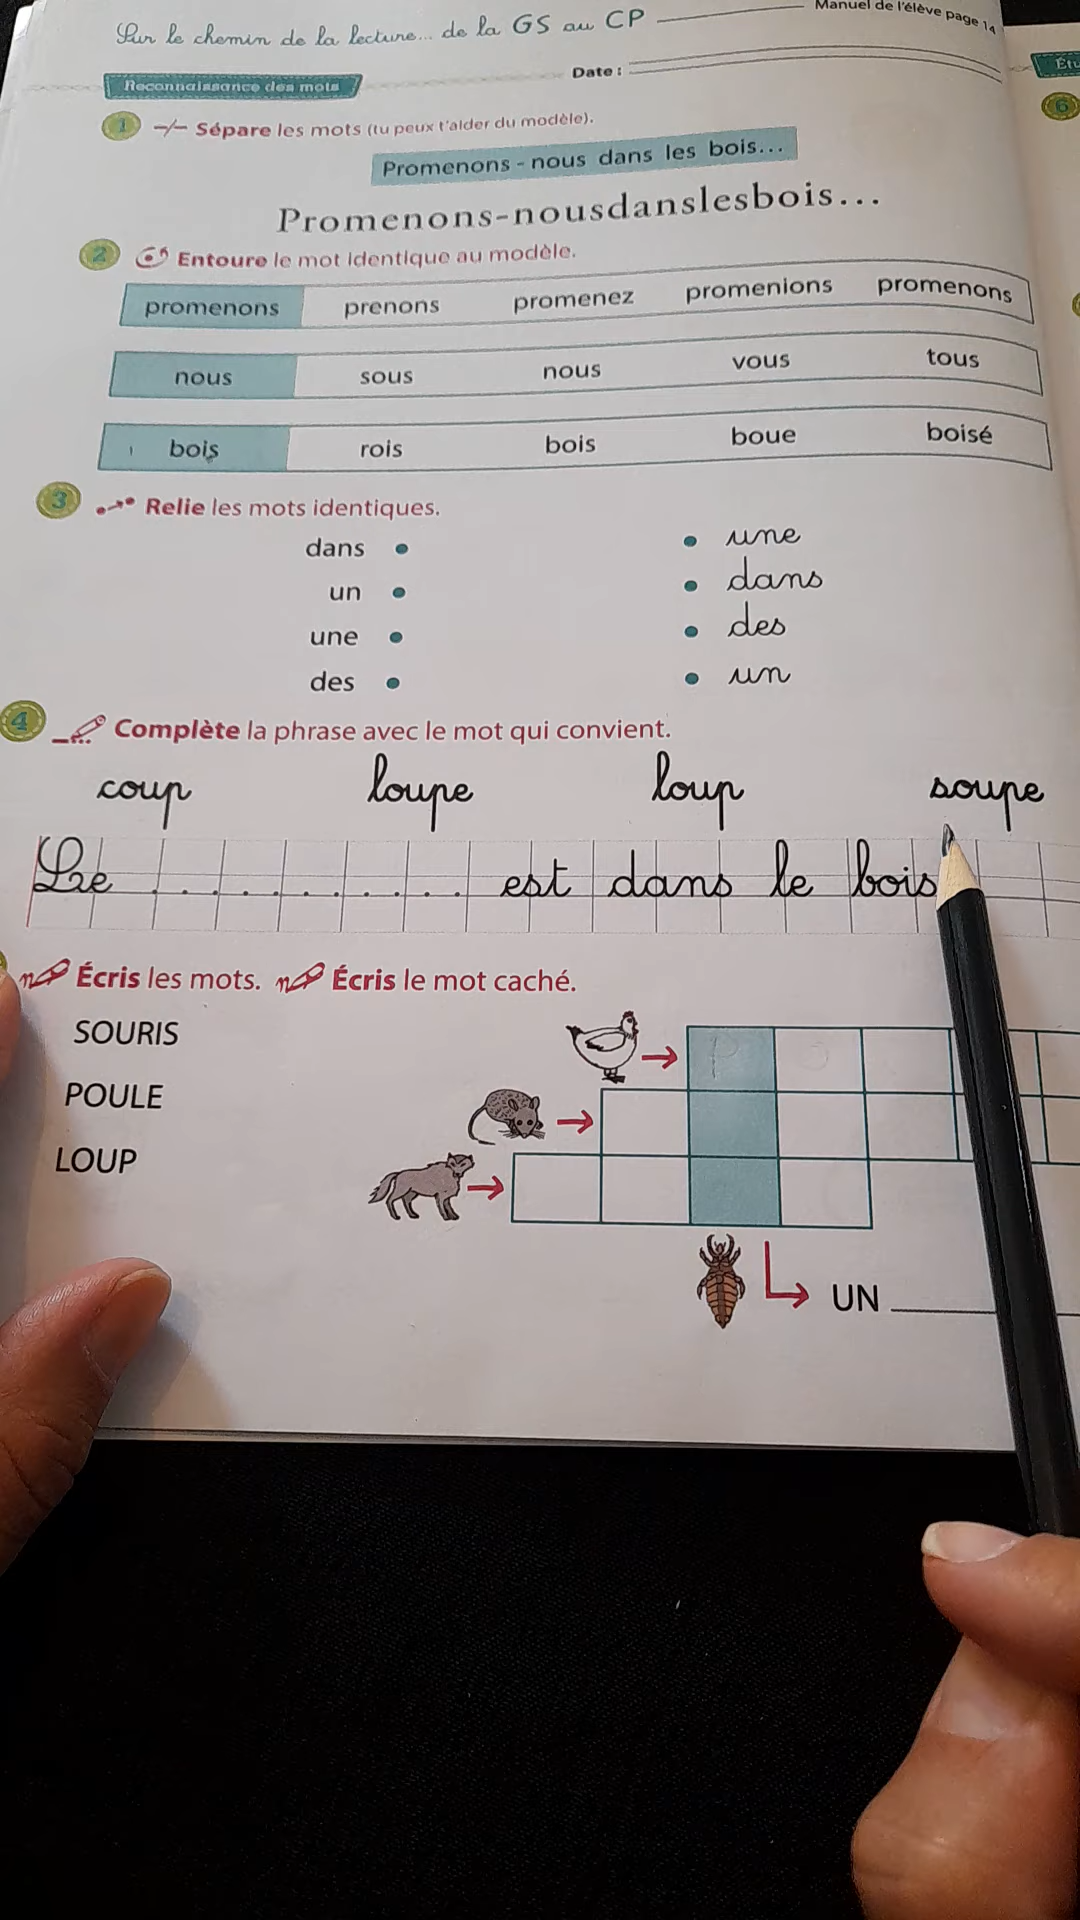 Sur le chemin de la lecture... de la GS au CP
Manuel de l'élève page 14
Reconnaissance des mots
Date :
Étu
1 Sépare les mots (tu peux t'aider du modèle).
6
Promenons - nous dans les bois...
Promenons-nousdanslesbois...
2 Entoure le mot identique au modèle.
promenons prenons promenez promenions promenons
nous sous nous vous tous
bois rois bois boue boisé
3 Relie les mots identiques.
dans • • une
un • • dans
une • • des
des • • un
4 Complète la phrase avec le mot qui convient.
coup loupe loup soupe
Le ........... est dans le bois
Écris les mots. Écris le mot caché.
SOURIS
P
POULE
LOUP
UN